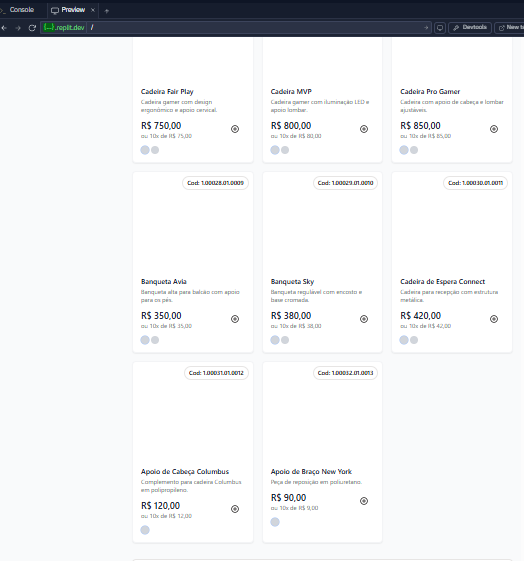 Console
Preview
{...}.replit.dev
/
Devtools
New ta
Cadeira Fair Play
Cadeira gamer com design
ergonômico e apoio cervical.
R$ 750,00
ou 10x de R$ 75,00
Cadeira MVP
Cadeira gamer com iluminação LED e
apoio lombar.
R$ 800,00
ou 10x de R$ 80,00
Cadeira Pro Gamer
Cadeira com apoio de cabeça e lombar
ajustáveis.
R$ 850,00
ou 10x de R$ 85,00
Cod: 1.00028.01.0009
Banqueta Avia
Banqueta alta para balcão com apoio
para os pés.
R$ 350,00
ou 10x de R$ 35,00
Cod: 1.00029.01.0010
Banqueta Sky
Banqueta regulável com encosto e
base cromada.
R$ 380,00
ou 10x de R$ 38,00
Cod: 1.00030.01.0011
Cadeira de Espera Connect
Cadeira para recepção com estrutura
metálica.
R$ 420,00
ou 10x de R$ 42,00
Cod: 1.00031.01.0012
Apoio de Cabeça Columbus
Complemento para cadeira Columbus
em polipropileno.
R$ 120,00
ou 10x de R$ 12,00
Cod: 1.00032.01.0013
Apoio de Braço New York
Peça de reposição em poliuretano.
R$ 90,00
ou 10x de R$ 9,00